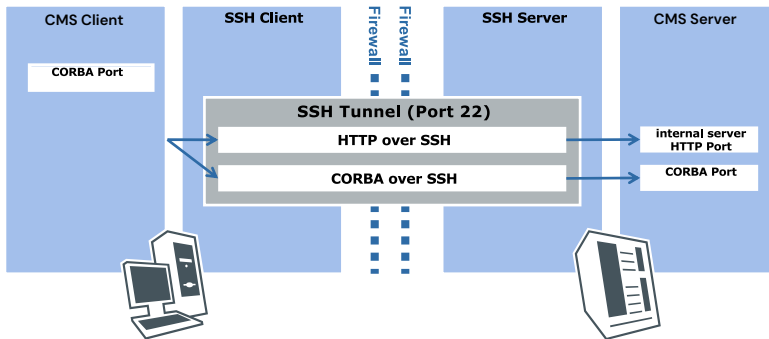 CMS Client
SSH Client
Firewall
Firewall
SSH Server
CMS Server
CORBA Port
SSH Tunnel (Port 22)
HTTP over SSH
internal server
HTTP Port
CORBA over SSH
CORBA Port